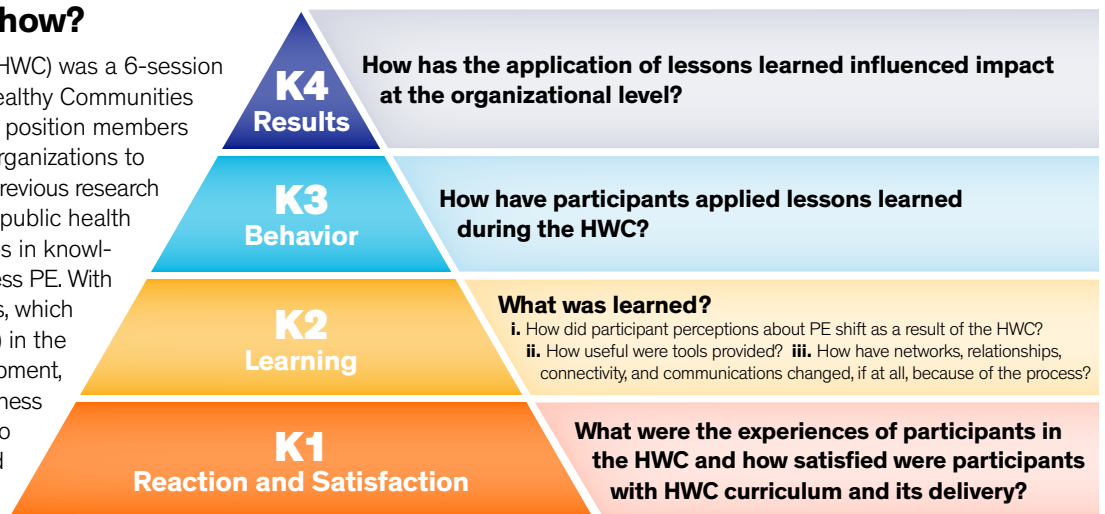 how?
HWC) was a 6-session
ealthy Communities
position members
rganizations to
revious research
public health
s in knowl-
ess PE. With
s, which
) in the
pment,
ness
o
d
K4
Results
How has the application of lessons learned influenced impact
at the organizational level?
K3
Behavior
How have participants applied lessons learned
during the HWC?
K2
Learning
What was learned?
i. How did participant perceptions about PE shift as a result of the HWC?
ii. How useful were tools provided? iii. How have networks, relationships,
connectivity, and communications changed, if at all, because of the process?
K1
Reaction and Satisfaction
What were the experiences of participants in
the HWC and how satisfied were participants
with HWC curriculum and its delivery?